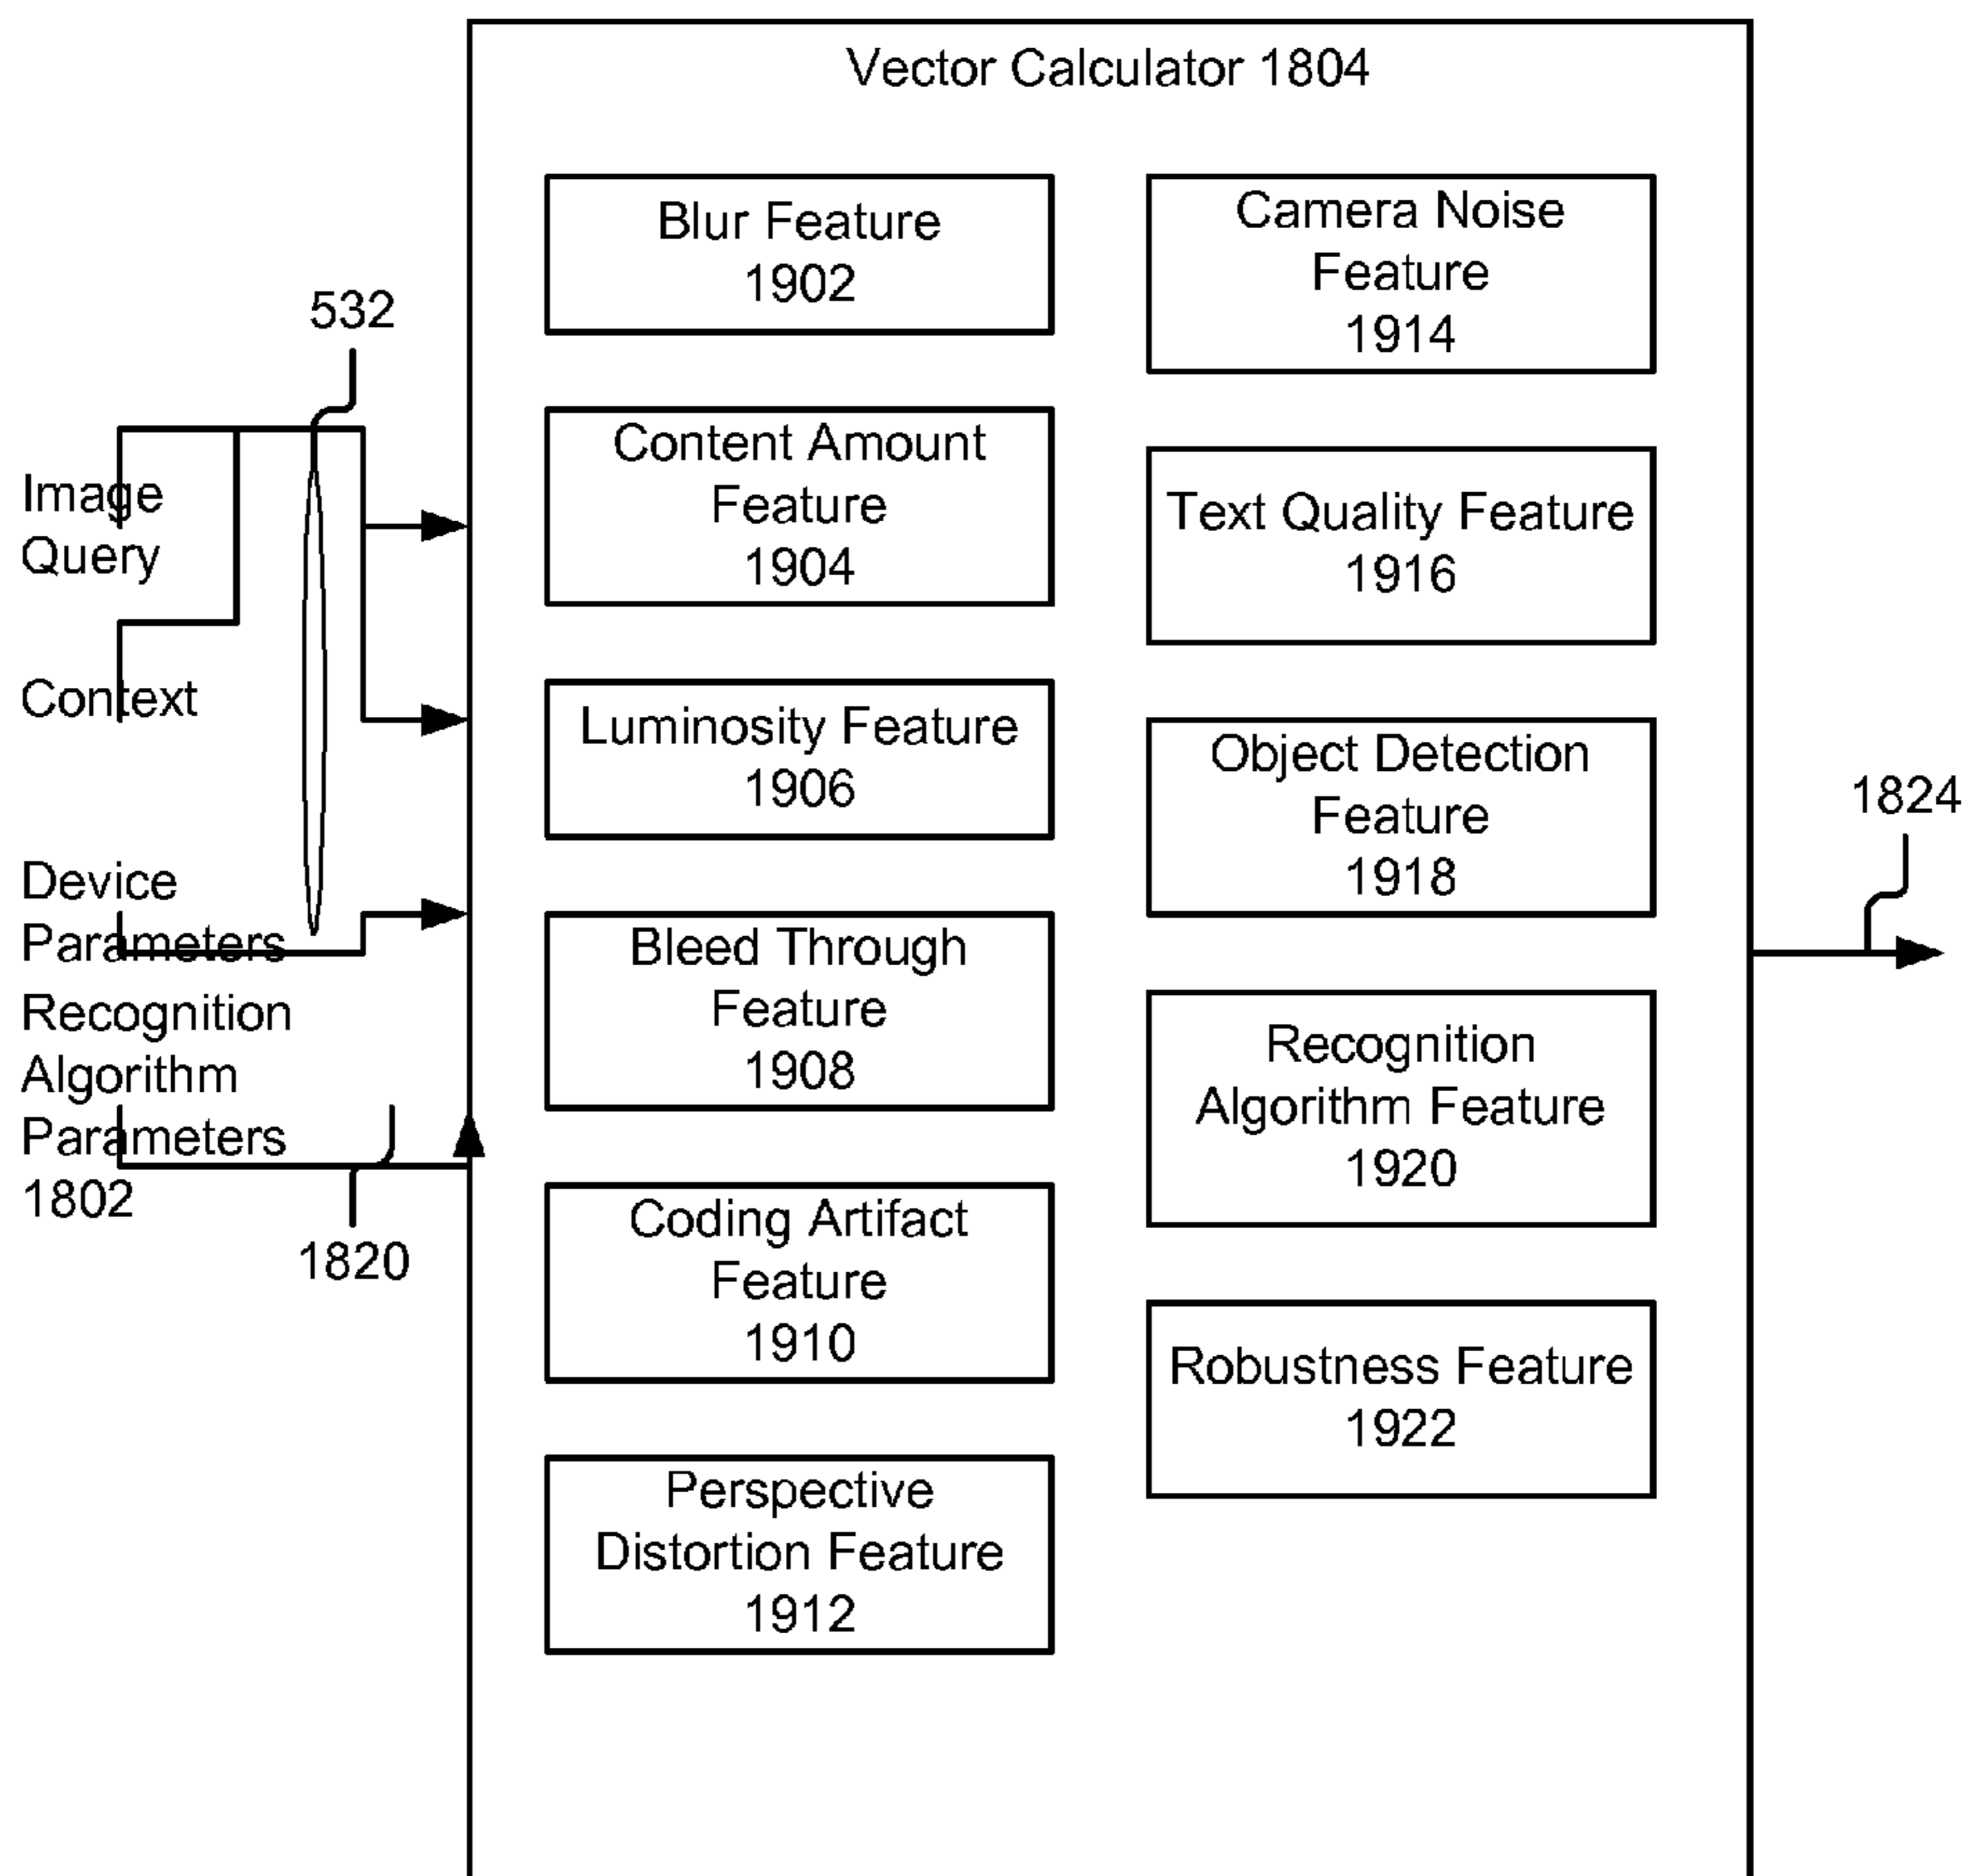 Vector Calculator 1804
532
Image
Query
Context
Device
Parameters
Recognition
Algorithm
Parameters
1802
1820
Blur Feature
1902
Content Amount
Feature
1904
Luminosity Feature
1906
Bleed Through
Feature
1908
Coding Artifact
Feature
1910
Perspective
Distortion Feature
1912
Camera Noise
Feature
1914
Text Quality Feature
1916
Object Detection
Feature
1918
Recognition
Algorithm Feature
1920
Robustness Feature
1922
1824